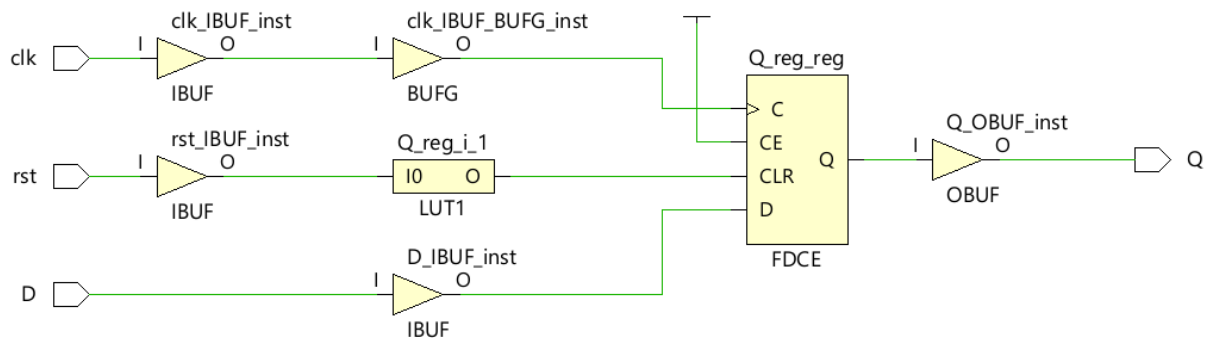 clk_IBUF_inst
clk_IBUF_BUFG_inst
Q_reg_reg
clk
I
O
I
O
IBUF
BUFG
C
rst_IBUF_inst
Q_reg_i_1
CE
Q_OBUF_inst
rst
I
O
I0
O
CLR
Q
I
O
Q
IBUF
LUT1
D
OBUF
D_IBUF_inst
FDCE
D
I
O
IBUF